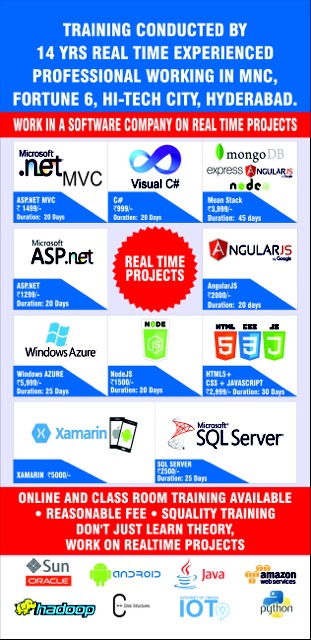 TRAINING CONDUCTED BY
14 YRS REAL TIME EXPERIENCED
PROFESSIONAL WORKING IN MNC,
FORTUNE 6, HI-TECH CITY, HYDERABAD.
WORK IN A SOFTWARE COMPANY ON REAL TIME PROJECTS
Microsoft
.net MVC
ASP.NET MVC
₹ 1499/-
Duration: 20 Days
Visual C#
C#
₹999/-
Duration: 20 Days
mongoDB
express ANGULARJS
by Google
node
Mean Stack
₹3,999/-
Duration: 45 days
Microsoft
ASP.net
ASP.NET
₹1299/-
Duration: 20 Days
REAL TIME
PROJECTS
ANGULARJS
by Google
AngularJS
₹2000/-
Duration: 20 days
Windows Azure
Windows AZURE
₹5,999/-
Duration: 25 Days
NODE
JS
NodeJS
₹1500/-
Duration: 20 Days
HTML CSS JS
5 3 5
HTML5+
CSS + JAVASCRIPT
₹2,999/- Duration: 30 Days
Xamarin
XAMARIN ₹5000/-
Microsoft
SQL Server
SQL SERVER
₹2500/-
Duration: 25 Days
ONLINE AND CLASS ROOM TRAINING AVAILABLE
• REASONABLE FEE • SQUALITY TRAINING
DON'T JUST LEARN THEORY,
WORK ON REALTIME PROJECTS
Sun
ORACLE
ANDROID
Java
amazon
web services
hadoop
C
C++ Data Structures
INTERNET OF THINGS
IOT
python